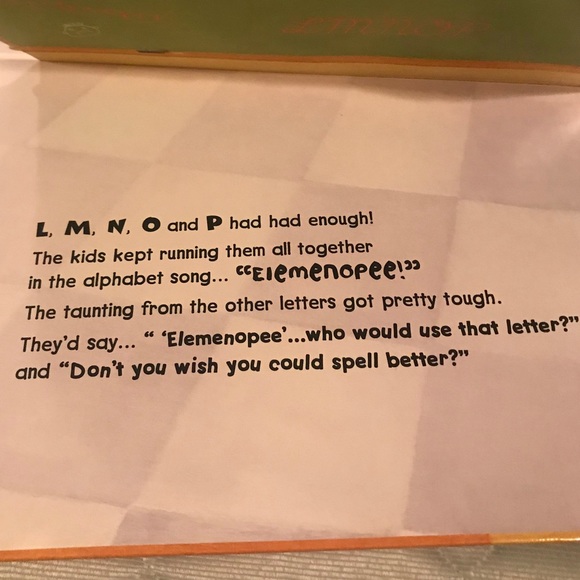 L, M, N, O and P had had enough!
The kids kept running them all together
in the alphabet song... “Elemenopee!”
The taunting from the other letters got pretty tough.
They’d say... “ ‘Elemenopee’...who would use that letter?”
and “Don’t you wish you could spell better?”